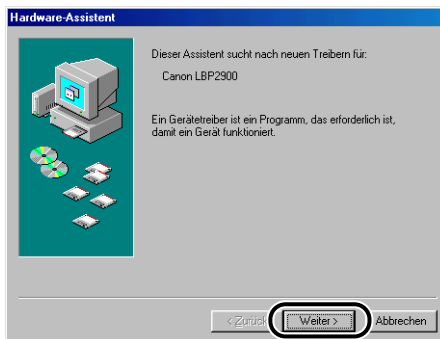 Hardware-Assistent
Dieser Assistent sucht nach neuen Treibern für:
Canon LBP2900
Ein Gerätetreiber ist ein Programm, das erforderlich ist,
damit ein Gerät funktioniert.
< Zurück Weiter > Abbrechen